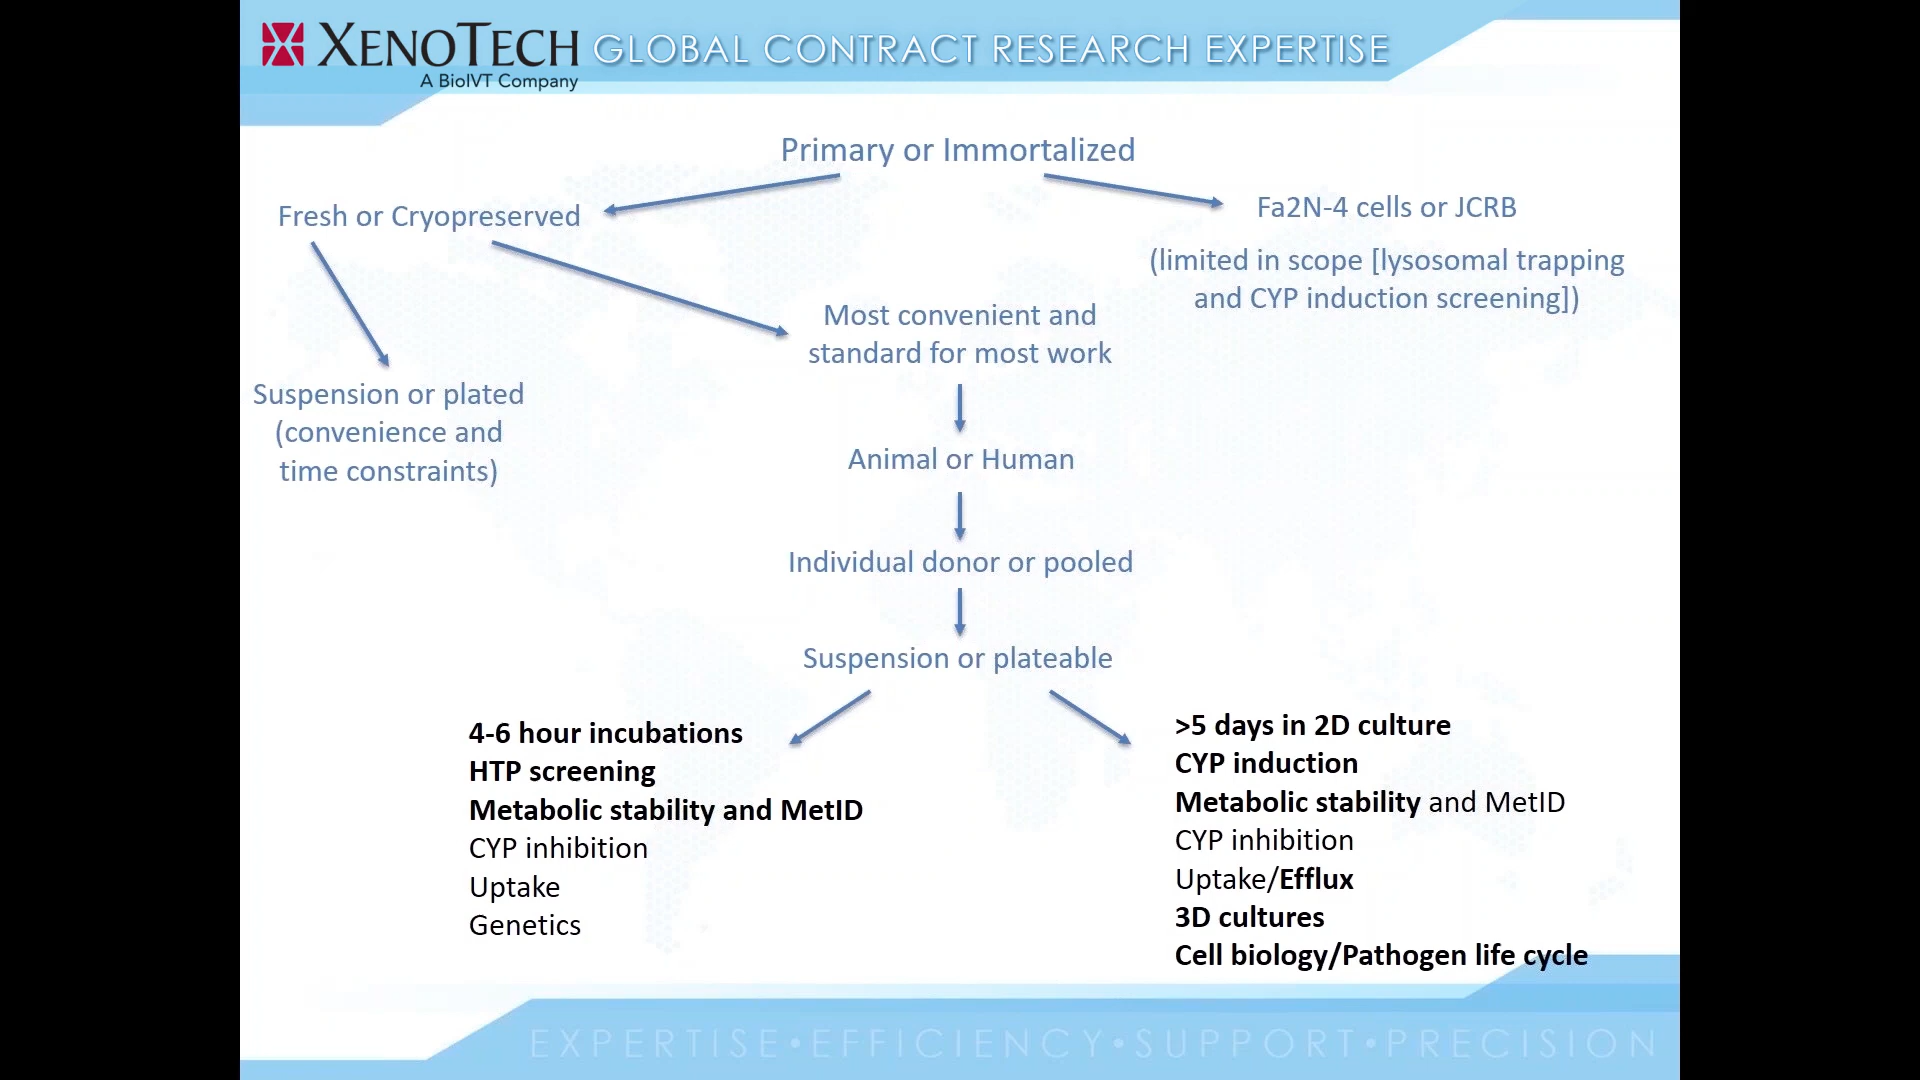 XENOTECH
A BioIVT Company
GLOBAL CONTRACT RESEARCH EXPERTISE
Primary or Immortalized
Fresh or Cryopreserved
Fa2N-4 cells or JCRB
(limited in scope [lysosomal trapping
and CYP induction screening])
Most convenient and
standard for most work
Suspension or plated
(convenience and
time constraints)
Animal or Human
Individual donor or pooled
Suspension or plateable
4-6 hour incubations
HTP screening
Metabolic stability and MetID
CYP inhibition
Uptake
Genetics
>5 days in 2D culture
CYP induction
Metabolic stability and MetID
CYP inhibition
Uptake/Efflux
3D cultures
Cell biology/Pathogen life cycle
EXPERTISE•EFFICIENCY•SUPPORT•PRECISION